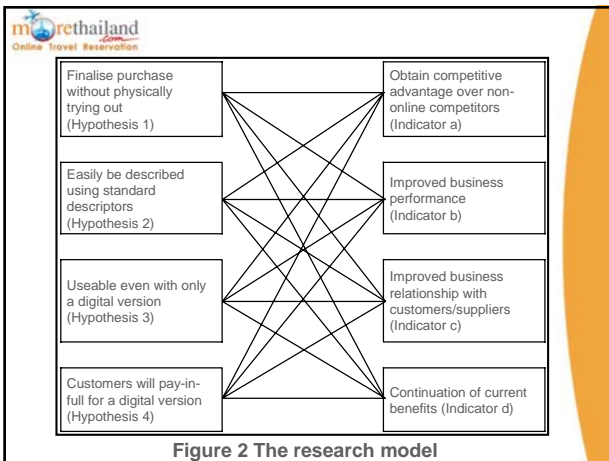 morethailand
.com
Online Travel Reservation
Finalise purchase
without physically
trying out
(Hypothesis 1)
Obtain competitive
advantage over non-
online competitors
(Indicator a)
Easily be described
using standard
descriptors
(Hypothesis 2)
Improved business
performance
(Indicator b)
Useable even with only
a digital version
(Hypothesis 3)
Improved business
relationship with
customers/suppliers
(Indicator c)
Customers will pay-in-
full for a digital version
(Hypothesis 4)
Continuation of current
benefits (Indicator d)
Figure 2 The research model